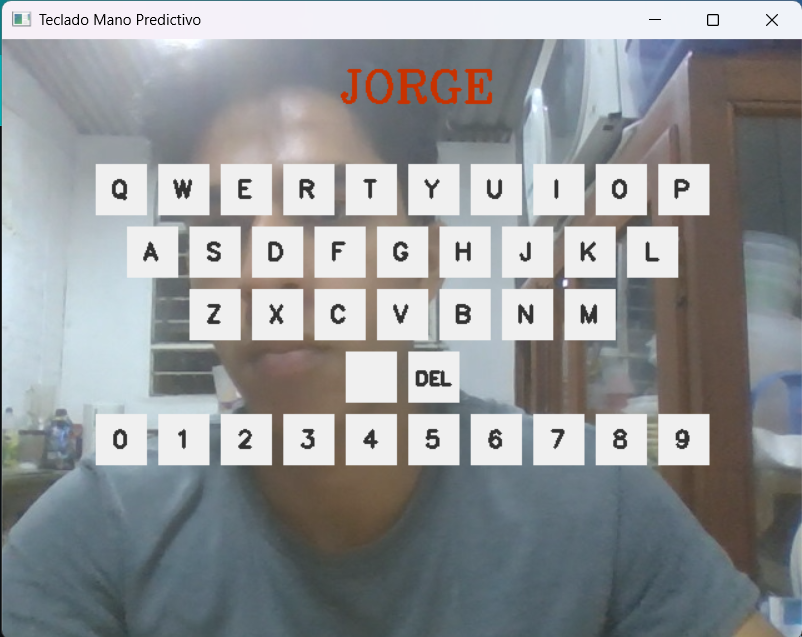 Teclado Mano Predictivo
JORGE
Q W E R T Y U I O P
A S D F G H J K L
Z X C V B N M
DEL
0 1 2 3 4 5 6 7 8 9